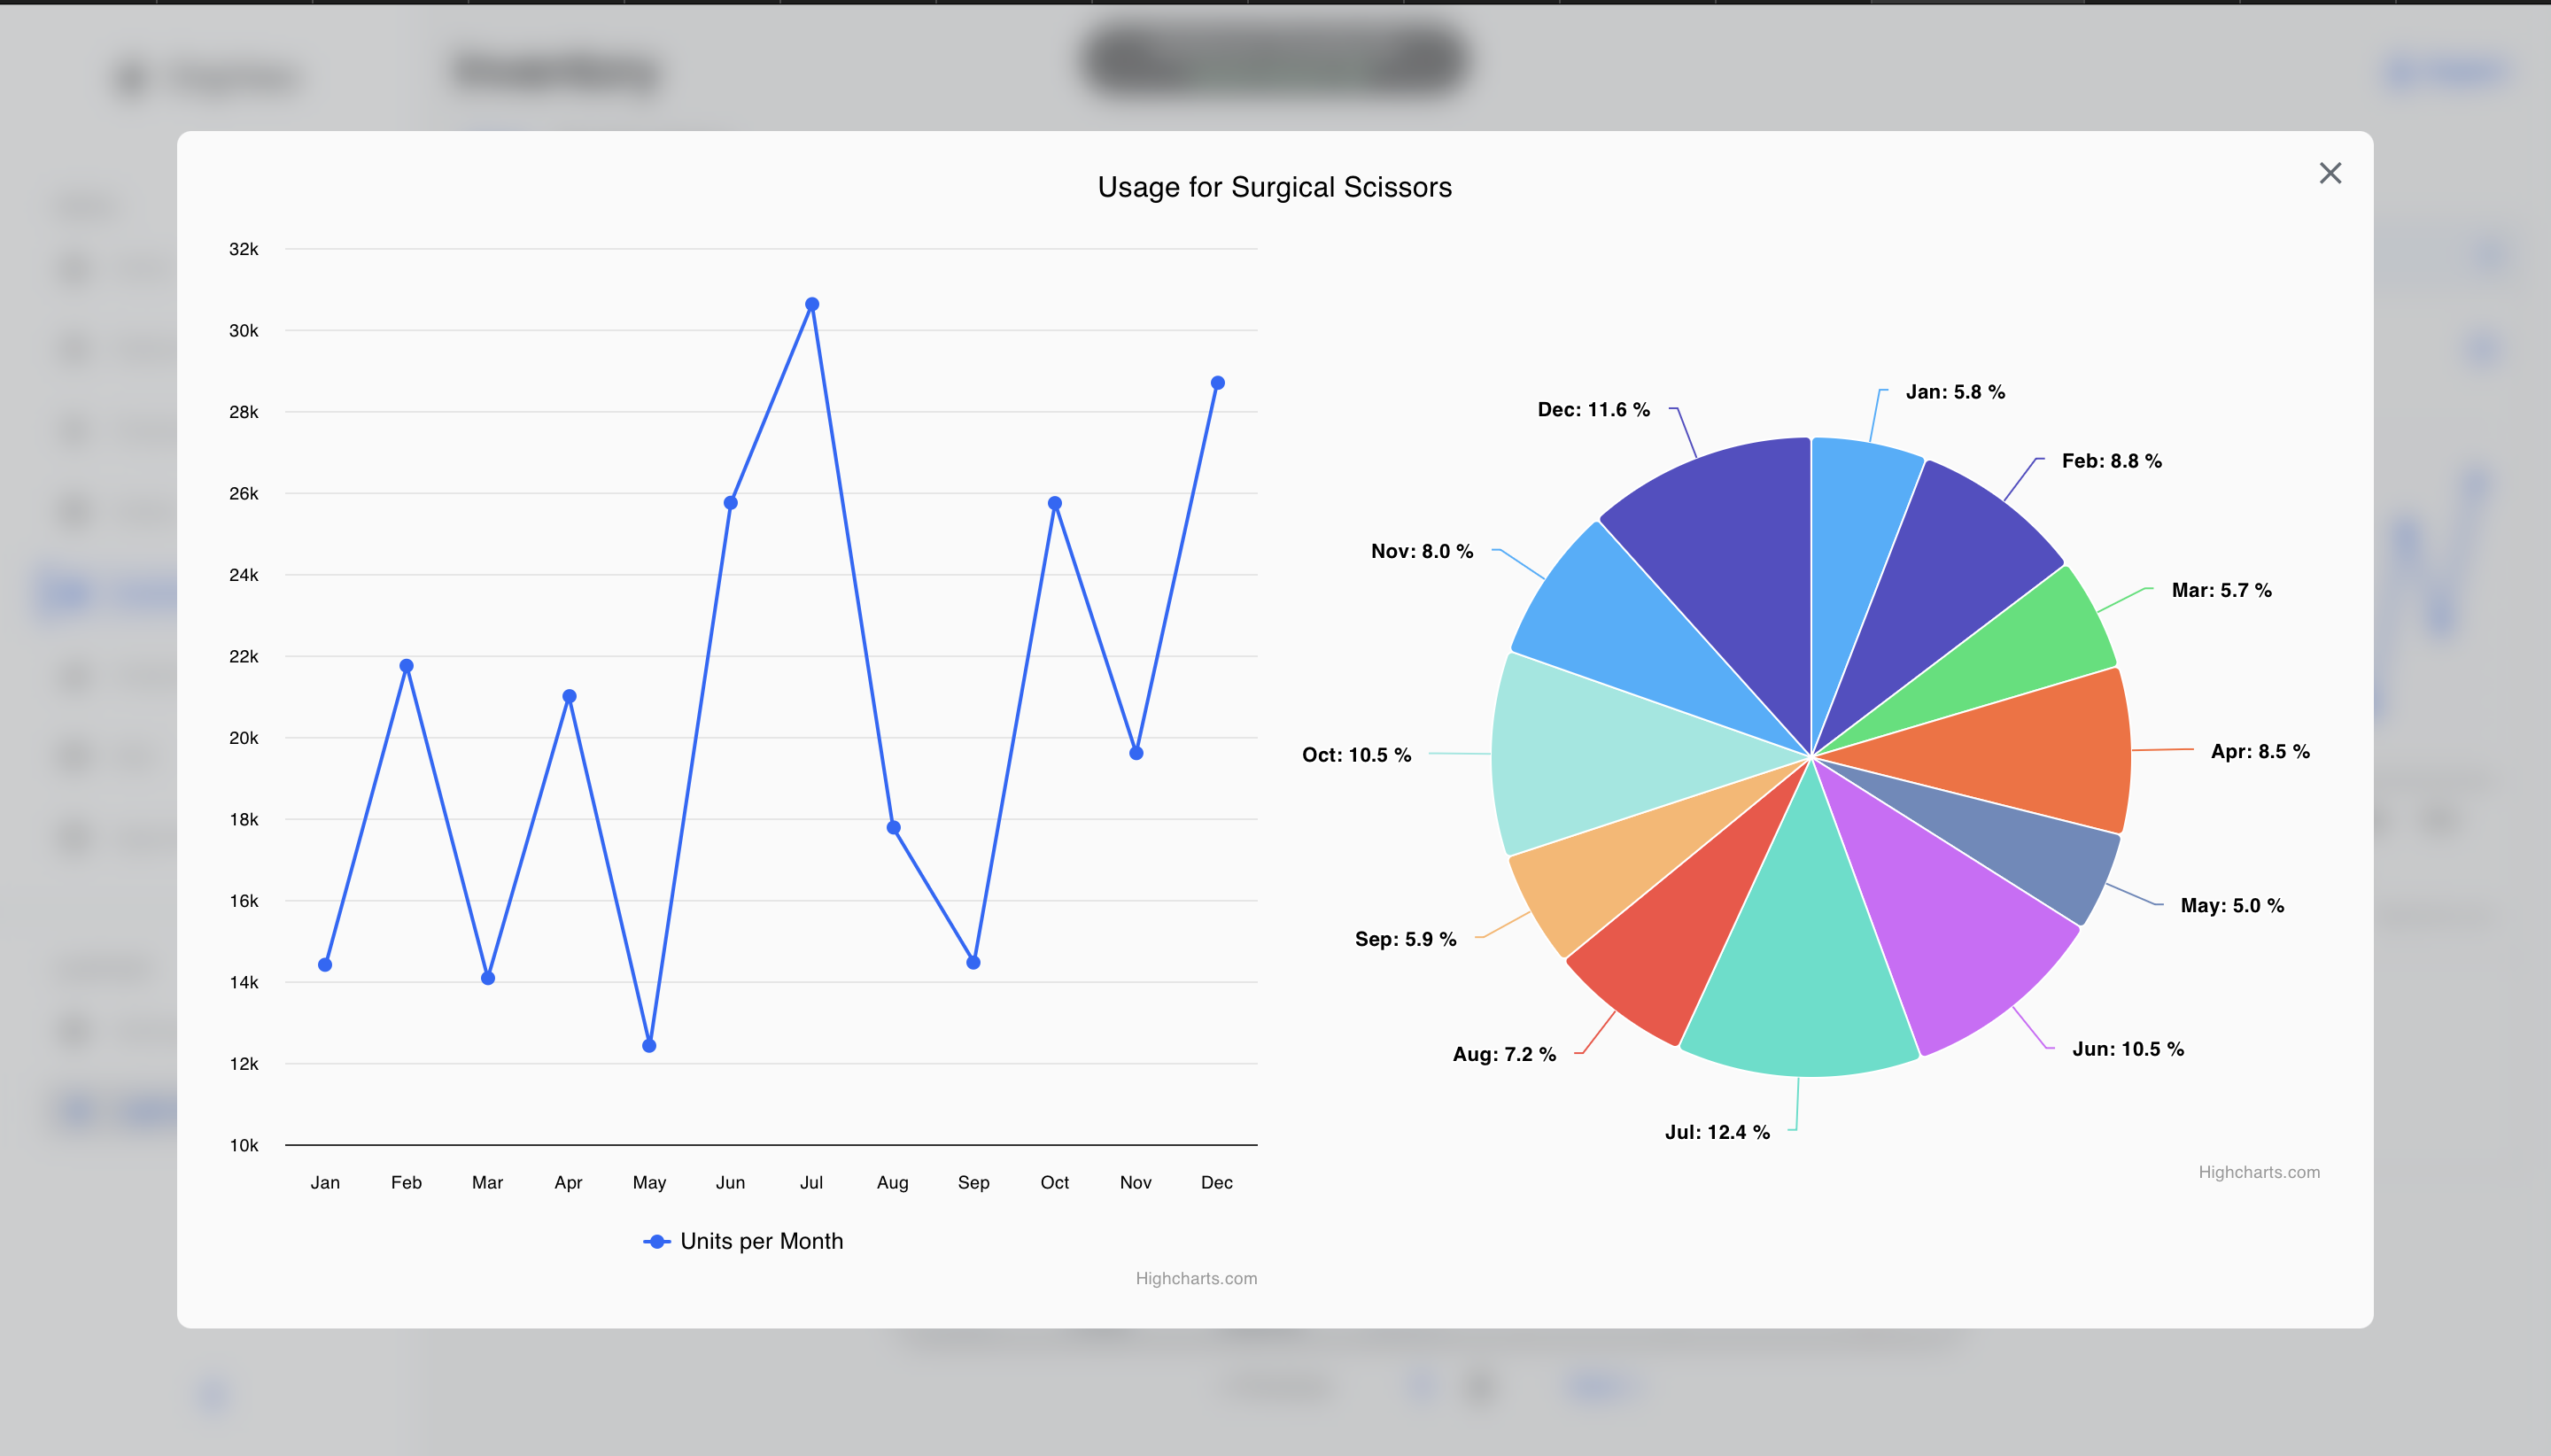 Inventory
Usage for Surgical Scissors
32k
30k
28k
26k
24k
22k
20k
18k
16k
14k
12k
10k
Jan
Feb
Mar
Apr
May
Jun
Jul
Aug
Sep
Oct
Nov
Dec
Units per Month
Highcharts.com
Jan: 5.8 %
Feb: 8.8 %
Mar: 5.7 %
Apr: 8.5 %
May: 5.0 %
Jun: 10.5 %
Jul: 12.4 %
Aug: 7.2 %
Sep: 5.9 %
Oct: 10.5 %
Nov: 8.0 %
Dec: 11.6 %
Highcharts.com